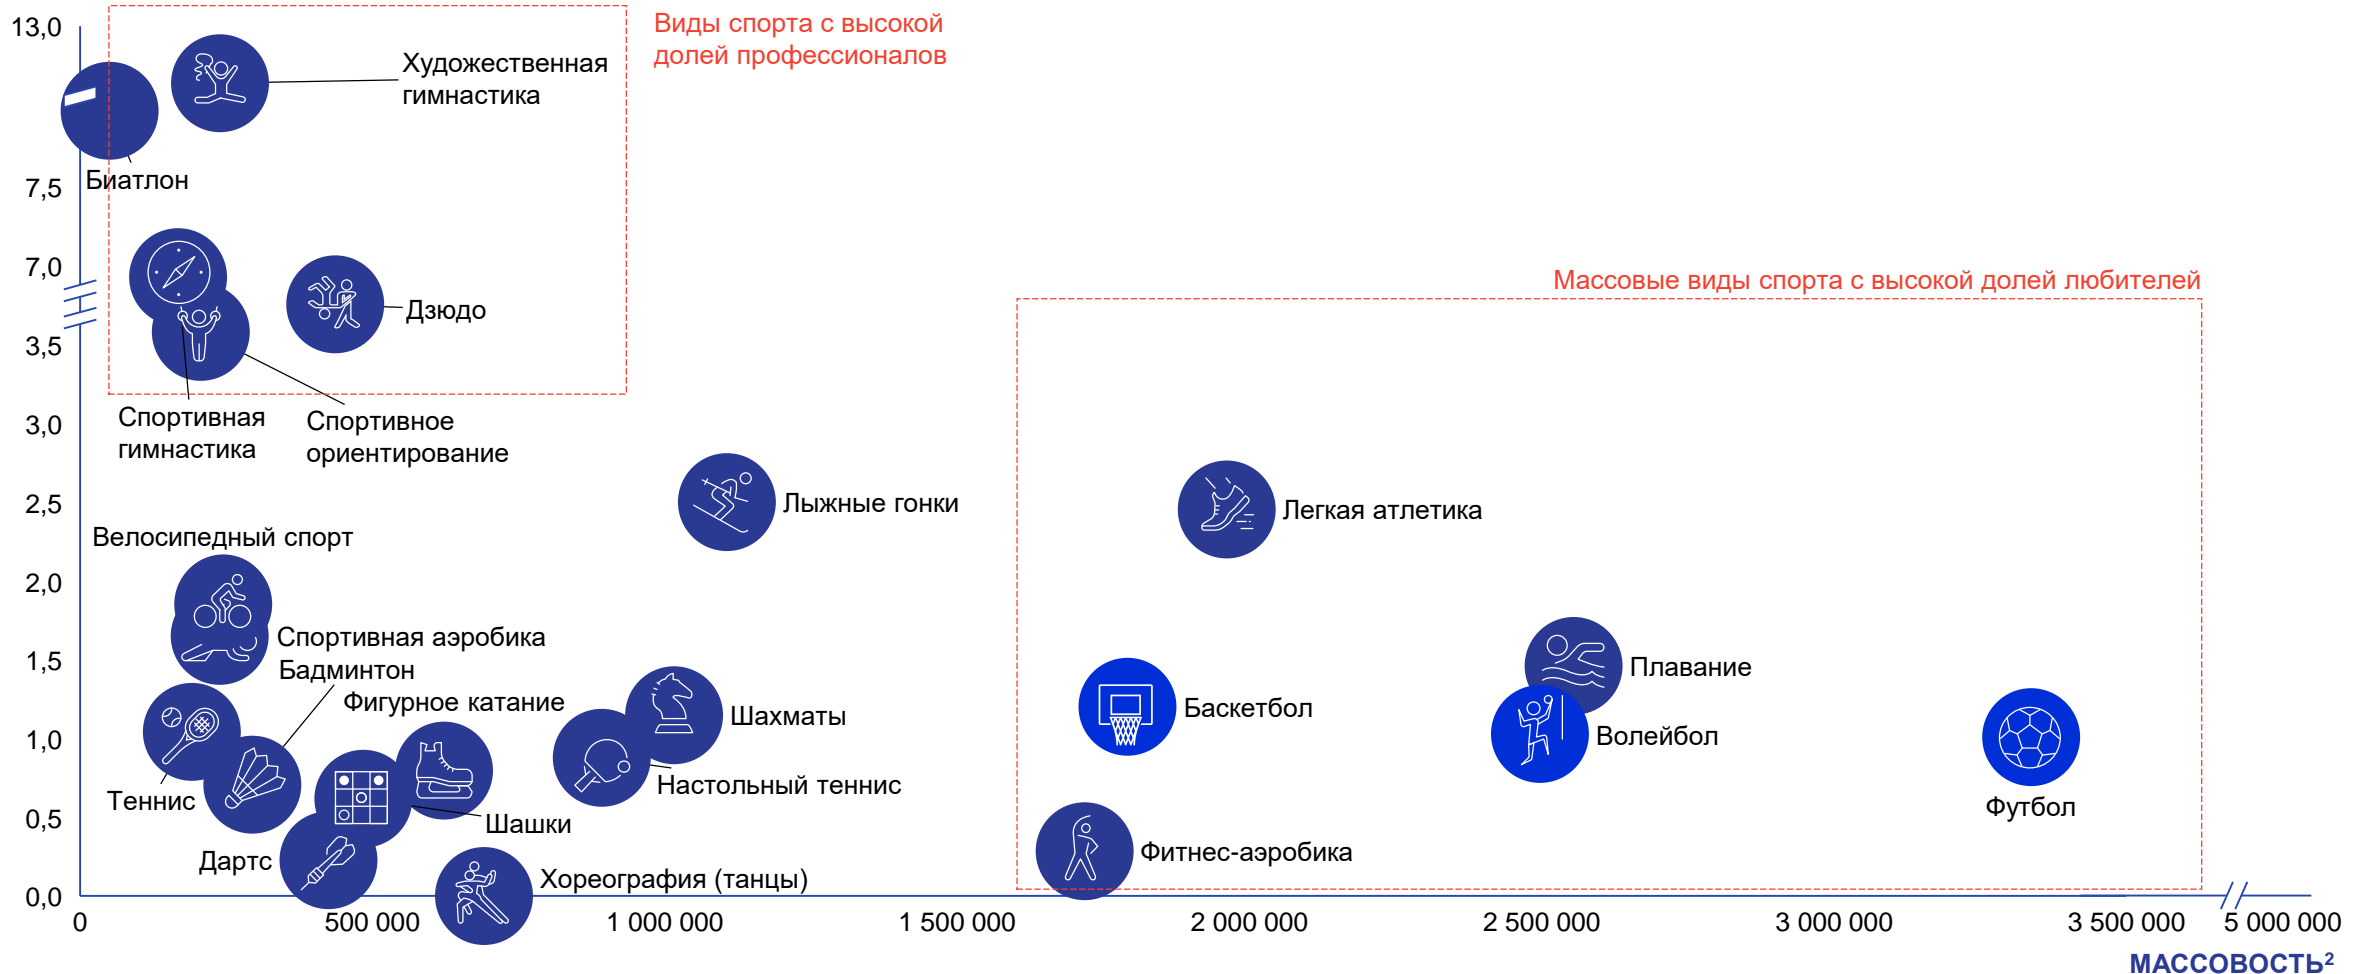 13,0
Виды спорта с высокой
долей профессионалов
Художественная
гимнастика
Биатлон
7,5
7,0
Массовые виды спорта с высокой долей любителей
Дзюдо
3,5
Спортивная
гимнастика
Спортивное
ориентирование
3,0
2,5
Лыжные гонки
Легкая атлетика
Велосипедный спорт
2,0
Спортивная аэробика
1,5
Бадминтон
Плавание
Фигурное катание
Шахматы
Баскетбол
1,0
Волейбол
Настольный теннис
Теннис
Футбол
0,5
Шашки
Дартс
Фитнес-аэробика
Хореография (танцы)
0,0
0 500 000 1 000 000 1 500 000 2 000 000 2 500 000 3 000 000 3 500 000 5 000 000
МАССОВОСТЬ²